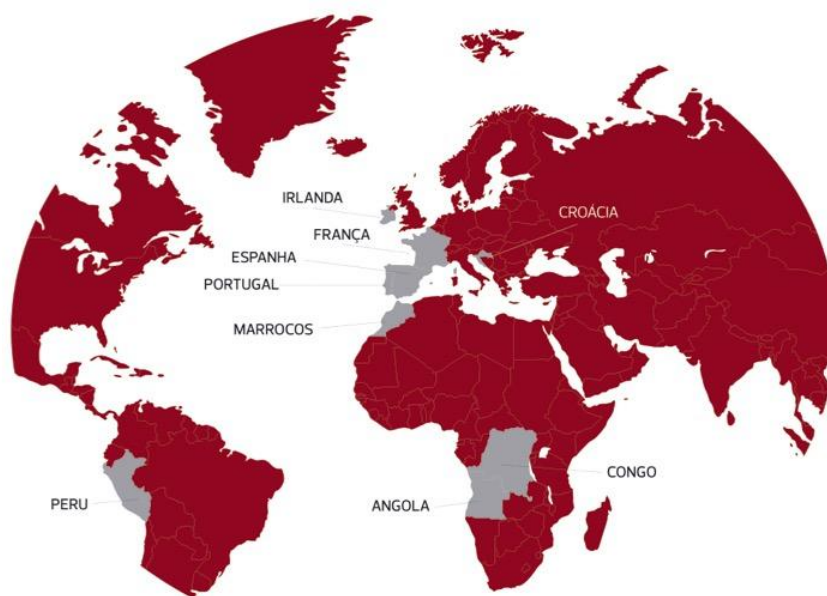 IRLANDA
CROÁCIA
FRANÇA
ESPANHA
PORTUGAL
MARROCOS
CONGO
PERU
ANGOLA